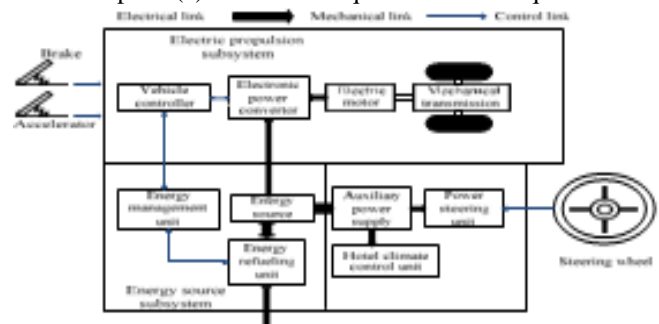 Electrical link
Mechanical link
Control link
Electric propulsion
subsystem
Brake
Accelerator
Vehicle
controller
Electronic
power
convertor
Electric
motor
Mechanical
transmission
Energy
management
unit
Energy
source
Auxiliary
power
supply
Power
steering
unit
Energy
refueling
unit
Hotel climate
control unit
Steering wheel
Energy source
subsystem